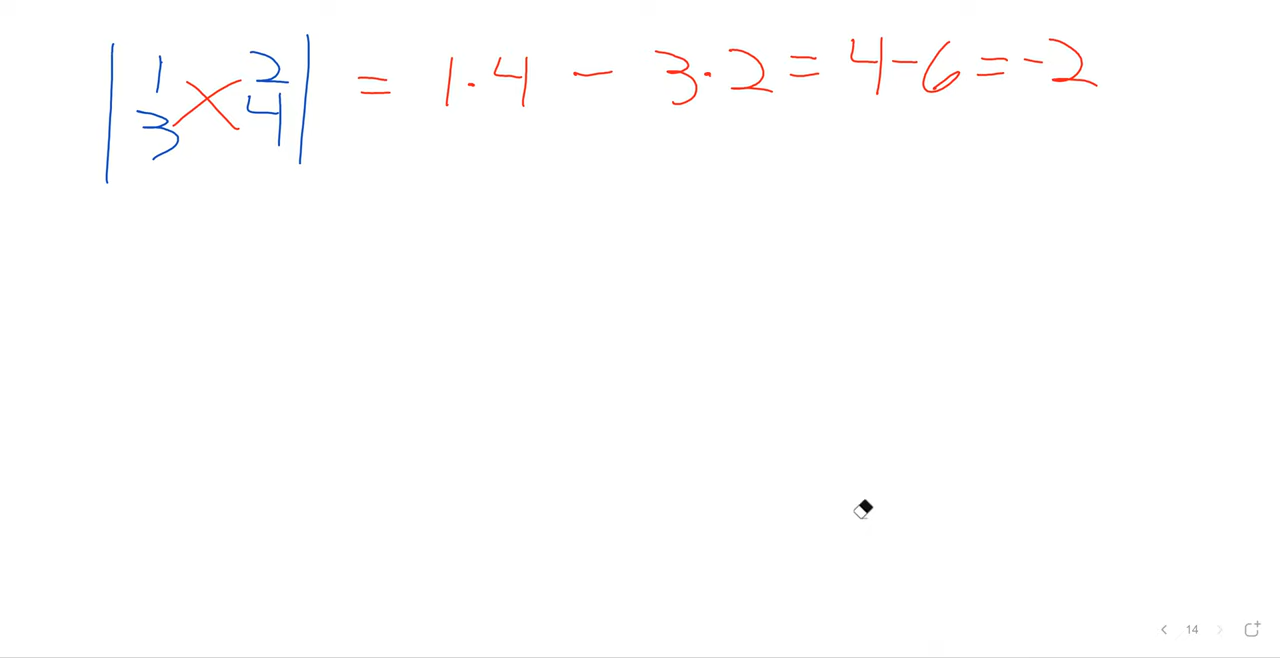 | 1 2 | = 1 · 4 - 3 · 2 = 4 - 6 = -2
| 3 4 |
14